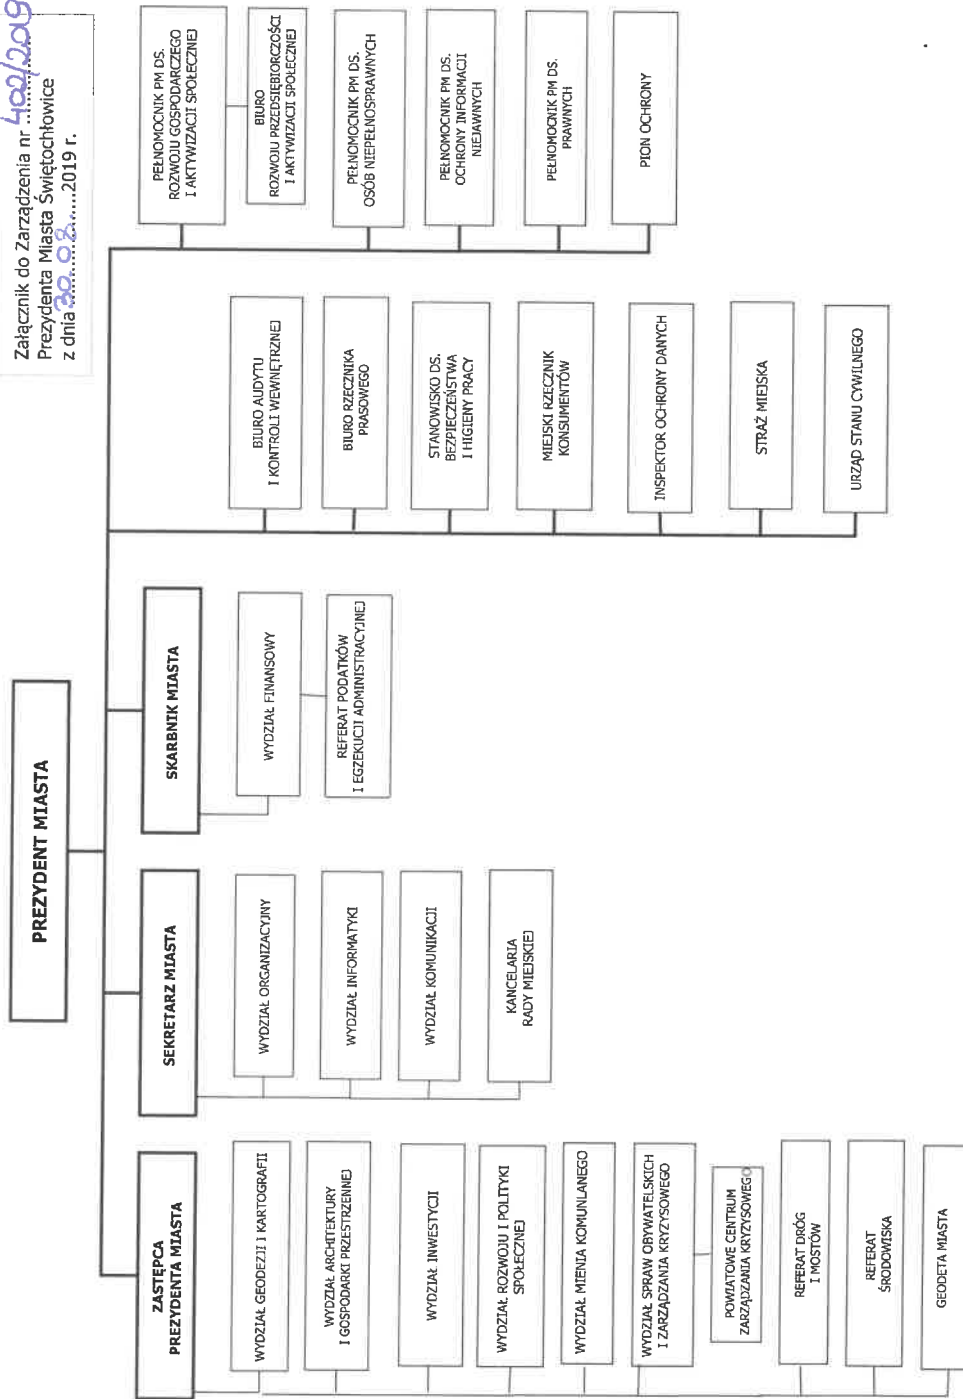 Załącznik do Zarządzenia nr 402/2019
Prezydenta Miasta Świętochłowice
z dnia 30.08.2019 r.
PREZYDENT MIASTA
ZASTĘPCA
PREZYDENTA MIASTA
WYDZIAŁ GEODEZJI I KARTOGRAFII
WYDZIAŁ ARCHITEKTURY
I GOSPODARKI PRZESTRZENNEJ
WYDZIAŁ INWESTYCJI
WYDZIAŁ ROZWOJU I POLITYKI
SPOŁECZNEJ
WYDZIAŁ MIENIA KOMUNLANEGO
WYDZIAŁ SPRAW OBYWATELSKICH
I ZARZĄDZANIA KRYZYSOWEGO
POWIATOWE CENTRUM
ZARZĄDZANIA KRYZYSOWEGO
REFERAT DRÓG
I MOSTÓW
REFERAT
ŚRODOWISKA
GEODETA MIASTA
SEKRETARZ MIASTA
WYDZIAŁ ORGANIZACYJNY
WYDZIAŁ INFORMATYKI
WYDZIAŁ KOMUNIKACJI
KANCELARIA
RADY MIEJSKIEJ
SKARBNIK MIASTA
WYDZIAŁ FINANSOWY
REFERAT PODATKÓW
I EGZEKUCJI ADMINISTRACYJNEJ
BIURO AUDYTU
I KONTROLI WEWNĘTRZNEJ
BIURO RZECZNIKA
PRASOWEGO
STANOWISKO DS.
BEZPIECZEŃSTWA
I HIGIENY PRACY
MIEJSKI RZECZNIK
KONSUMENTÓW
INSPEKTOR OCHRONY DANYCH
STRAŻ MIEJSKA
URZĄD STANU CYWILNEGO
PEŁNOMOCNIK PM DS.
ROZWOJU GOSPODARCZEGO
I AKTYWIZACJI SPOŁECZNEJ
BIURO
ROZWOJU PRZEDSIĘBIORCZOŚCI
I AKTYWIZACJI SPOŁECZNEJ
PEŁNOMOCNIK PM DS.
OSÓB NIEPEŁNOSPRAWNYCH
PEŁNOMOCNIK PM DS.
OCHRONY INFORMACJI
NIEJAWNYCH
PEŁNOMOCNIK PM DS.
PRAWNYCH
PION OCHRONY